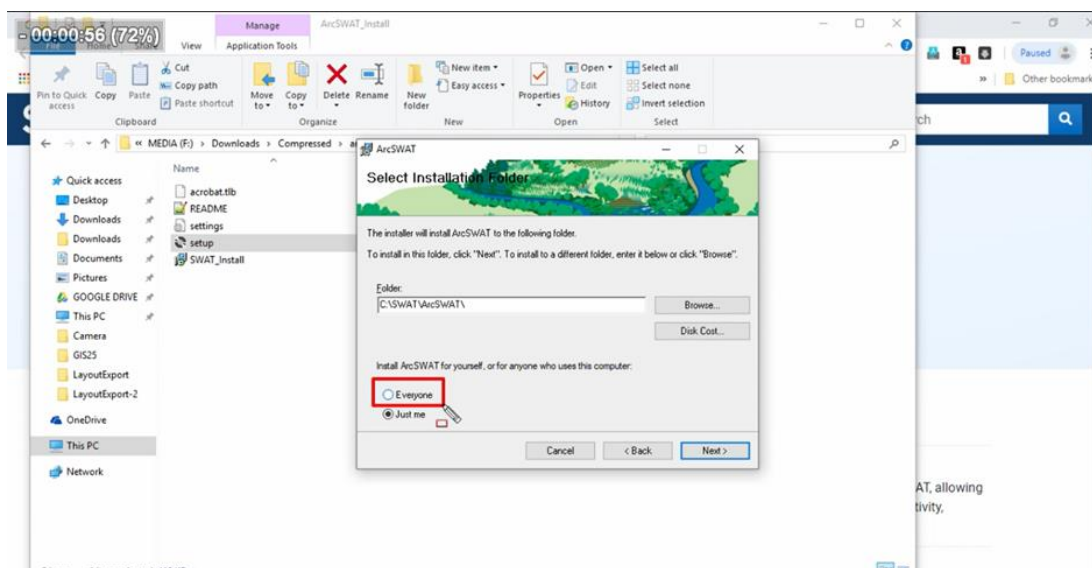 - 00:00:56 (72%)
Manage
ArcSWAT_Install
File Home Share View Application Tools
Paused
Pin to Quick access
Copy
Paste
Cut
Copy path
Paste shortcut
Clipboard
Move to
Copy to
Delete
Rename
Organize
New folder
New item
Easy access
New
Properties
Open
Edit
History
Open
Select all
Select none
Invert selection
Select
Other bookmark
« MEDIA (F:) › Downloads › Compressed ›
Quick access
Desktop
Downloads
Downloads
Documents
Pictures
GOOGLE DRIVE
This PC
Camera
GIS25
LayoutExport
LayoutExport-2
OneDrive
This PC
Network
Name
acrobat.tlb
README
settings
setup
SWAT_Install
ArcSWAT
Select Installation Folder
The installer will install ArcSWAT to the following folder.
To install in this folder, click "Next". To install to a different folder, enter it below or click "Browse".
Folder:
C:\SWAT\ArcSWAT\
Browse...
Disk Cost...
Install ArcSWAT for yourself, or for anyone who uses this computer:
Everyone
Just me
Cancel
< Back
Next >
AT, allowing
tivity,